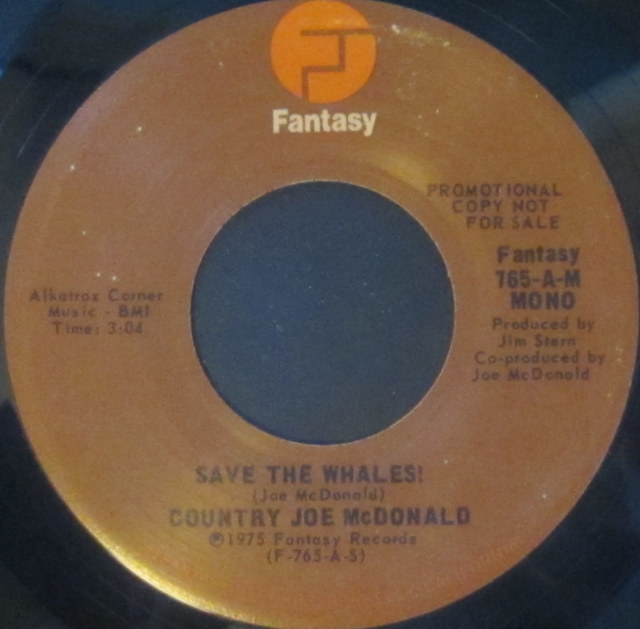 Fantasy
PROMOTIONAL
COPY NOT
FOR SALE
Fantasy
765-A-M
MONO
Produced by
Jim Stern
Co-produced by
Joe McDonald
Alkatraz Corner
Music - BMI
Time: 3:04
SAVE THE WHALES!
(Joe McDonald)
COUNTRY JOE McDONALD
℗1975 Fantasy Records
(F-765-A-S)